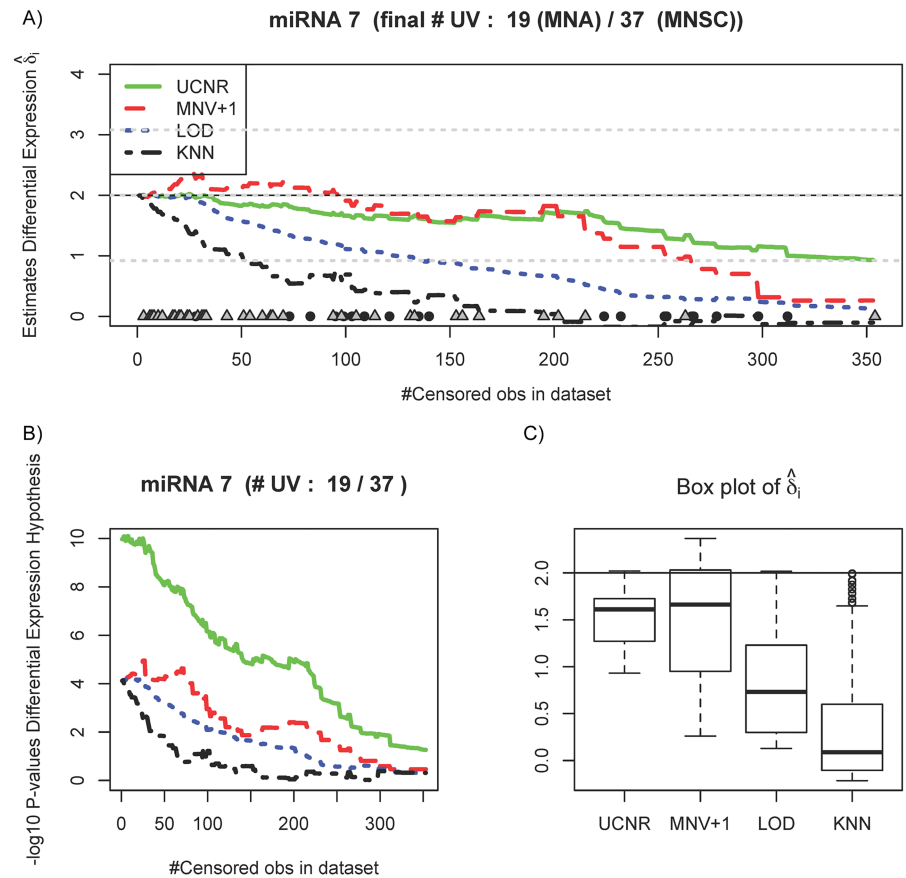 A)
miRNA 7 (final # UV : 19 (MNA) / 37 (MNSC))
Estimates Differential Expression δ̂i
4
3
2
1
0
UCNR
MNV+1
LOD
KNN
0 50 100 150 200 250 300 350
#Censored obs in dataset
B)
miRNA 7 (# UV : 19 / 37 )
-log10 P-values Differential Expression Hypothesis
10
8
6
4
2
0
0 50 100 200 300
#Censored obs in dataset
C)
Box plot of δ̂i
2.0
1.5
1.0
0.5
0.0
UCNR MNV+1 LOD KNN